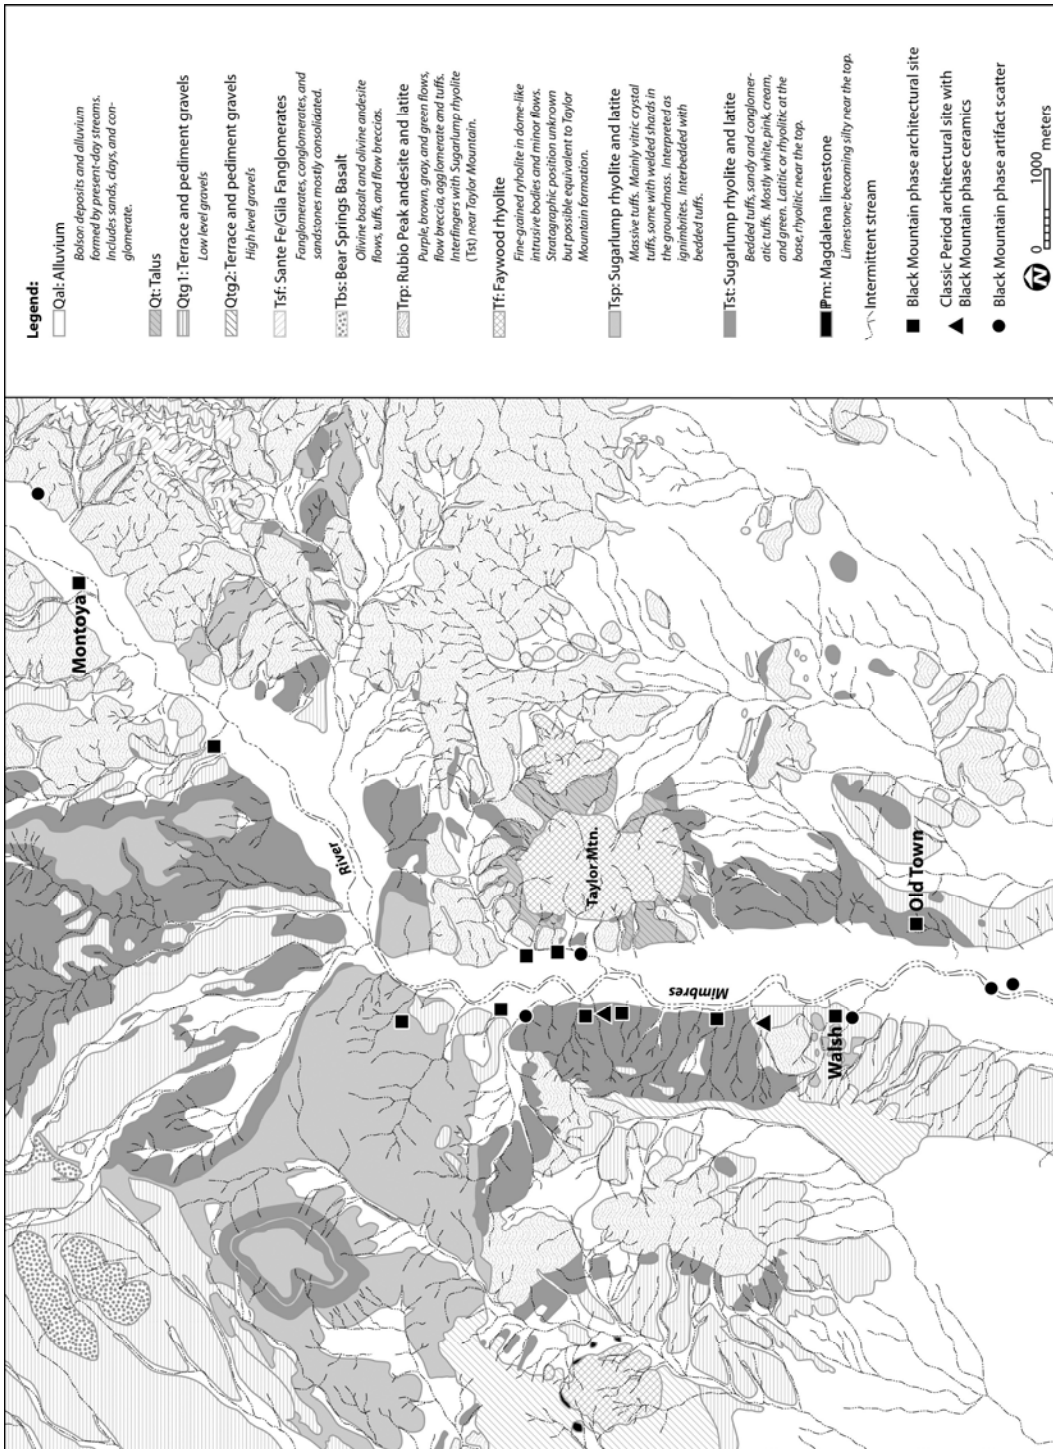 Legend:
Qal: Alluvium
Bolson deposits and alluvium
formed by present-day streams.
Includes sands, clays, and con-
glomerate.
Qt: Talus
Qtg1: Terrace and pediment gravels
Low level gravels
Qtg2: Terrace and pediment gravels
High level gravels
Tsf: Sante Fe/Gila Fanglomerates
Fanglomerates, conglomerates, and
sandstones mostly consolidated.
Tbs: Bear Springs Basalt
Olivine basalt and olivine andesite
flows, tuffs, and flow breccias.
Trp: Rubio Peak andesite and latite
Purple, brown, gray, and green flows,
flow breccia, agglomerate and tuffs.
Interfingers with Sugarlump rhyolite
(Tst) near Taylor Mountain.
Tf: Faywood rhyolite
Fine-gained ryholite in dome-like
intrusive bodies and minor flows.
Stratographic position unknown
but possible equivalent to Taylor
Mountain formation.
Tsp: Sugarlump rhyolite and latite
Massive tuffs. Mainly vitric crystal
tuffs, some with welded shards in
the groundmass. Interpreted as
ignimbrites. Interbedded with
bedded tuffs.
Tst: Sugarlump rhyolite and latite
Bedded tuffs, sandy and conglomer-
atic tuffs. Mostly white, pink, cream,
and green. Latitic or rhyolitic at the
base, rhyolitic near the top.
Pm: Magdalena limestone
Limestone; becoming silty near the top.
Intermittent stream
Black Mountain phase architectural site
Classic Period architectural site with
Black Mountain phase ceramics
Black Mountain phase artifact scatter
N
0
1000
meters
Montoya
River
Taylor Mtn.
Mimbres
Old Town
Walsh